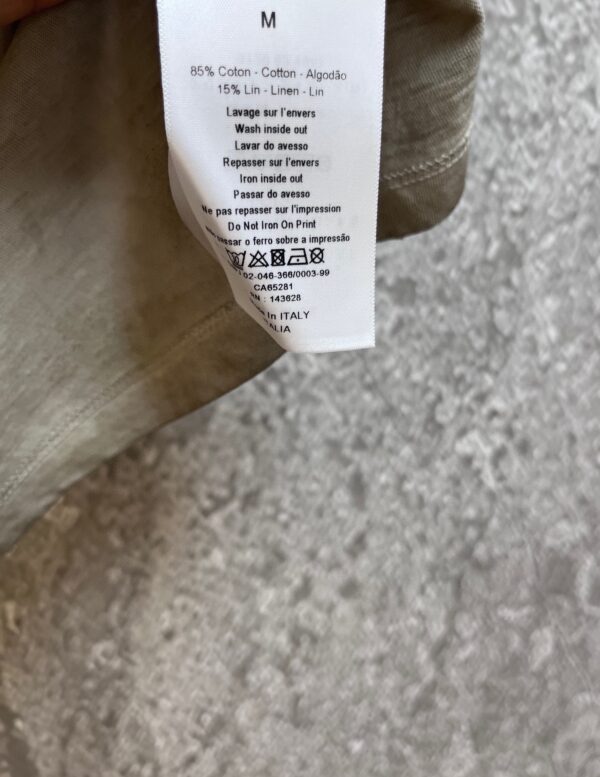 M
85% Coton - Cotton - Algodão
15% Lin - Linen - Lin
Lavage sur l'envers
Wash inside out
Lavar do avesso
Repasser sur l'envers
Iron inside out
Passar do avesso
Ne pas repasser sur l'impression
Do Not Iron On Print
passar o ferro sobre a impressão
02-046-366/0003-99
CA65281
: 143628
In ITALY